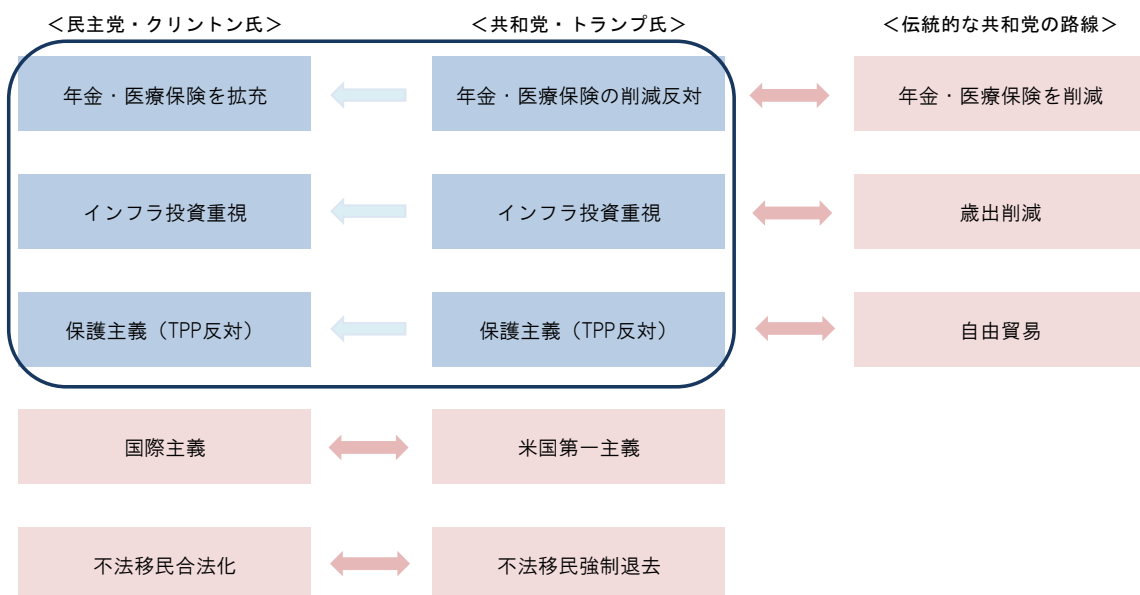 ＜民主党・クリントン氏＞
＜共和党・トランプ氏＞
＜伝統的な共和党の路線＞
年金・医療保険を拡充
年金・医療保険の削減反対
年金・医療保険を削減
インフラ投資重視
インフラ投資重視
歳出削減
保護主義（TPP反対）
保護主義（TPP反対）
自由貿易
国際主義
米国第一主義
不法移民合法化
不法移民強制退去